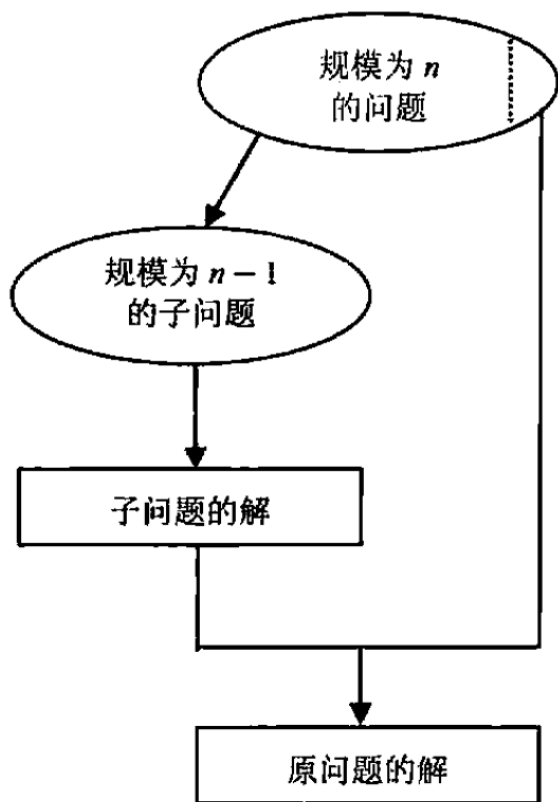 规模为 n
的问题
规模为 n − 1
的子问题
子问题的解
原问题的解